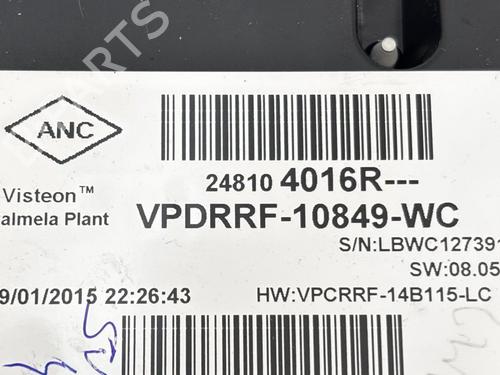 PARTS
ANC
24810 4016R---
Visteon™
almela Plant
VPDRRF-10849-WC
S/N:LBWC127391
SW:08.05
9/01/2015 22:26:43
HW:VPCRRF-14B115-LC